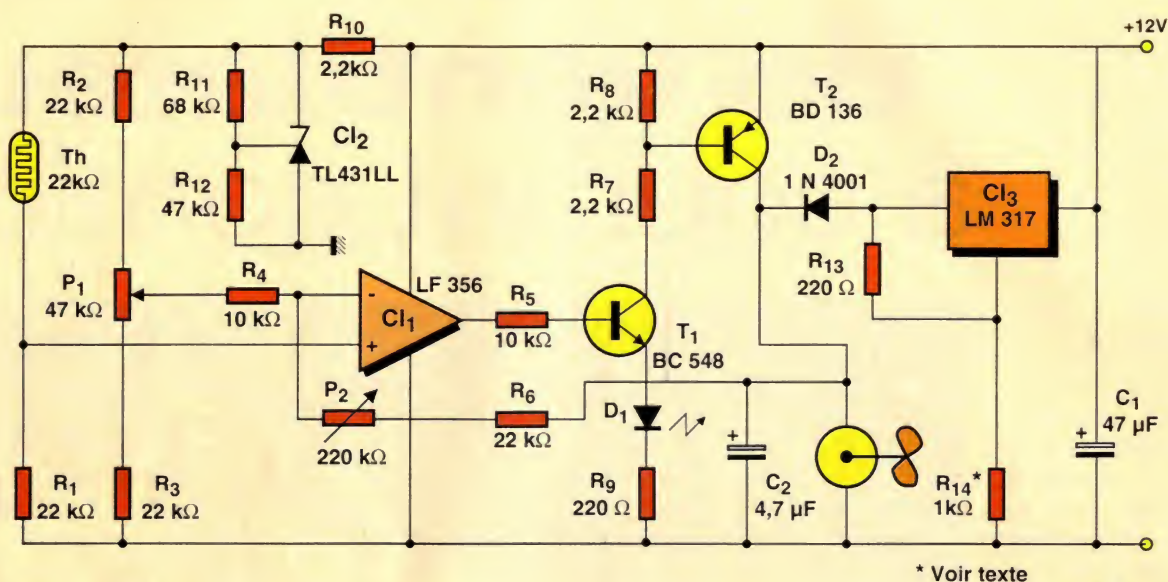 R10
2,2kΩ
+12V
R2
22 kΩ
R11
68 kΩ
R8
2,2 kΩ
T2
BD 136
CI2
TL431LL
Th
22kΩ
D2
1 N 4001
R12
47 kΩ
R7
2,2 kΩ
CI3
LM 317
P1
47 kΩ
R4
10 kΩ
LF 356
-
CI1
+
R5
10 kΩ
R13
220 Ω
T1
BC 548
P2
220 kΩ
R6
22 kΩ
D1
C1
47 µF
+
+
R1
22 kΩ
R3
22 kΩ
R9
220 Ω
C2
4,7 µF
R14*
1kΩ
* Voir texte